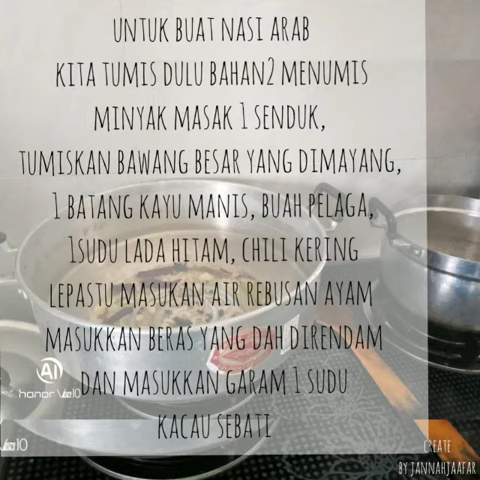 UNTUK BUAT NASI ARAB
KITA TUMIS DULU BAHAN2 MENUMIS
MINYAK MASAK 1 SENDUK,
TUMISKAN BAWANG BESAR YANG DIMAYANG,
1 BATANG KAYU MANIS, BUAH PELAGA,
1SUDU LADA HITAM, CHILI KERING
LEPASTU MASUKAN AIR REBUSAN AYAM
MASUKKAN BERAS YANG DAH DIRENDAM
DAN MASUKKAN GARAM 1 SUDU
KACAU SEBATI
AI
honor View10
View10
CREATE
BY JANNAHJAAFAR